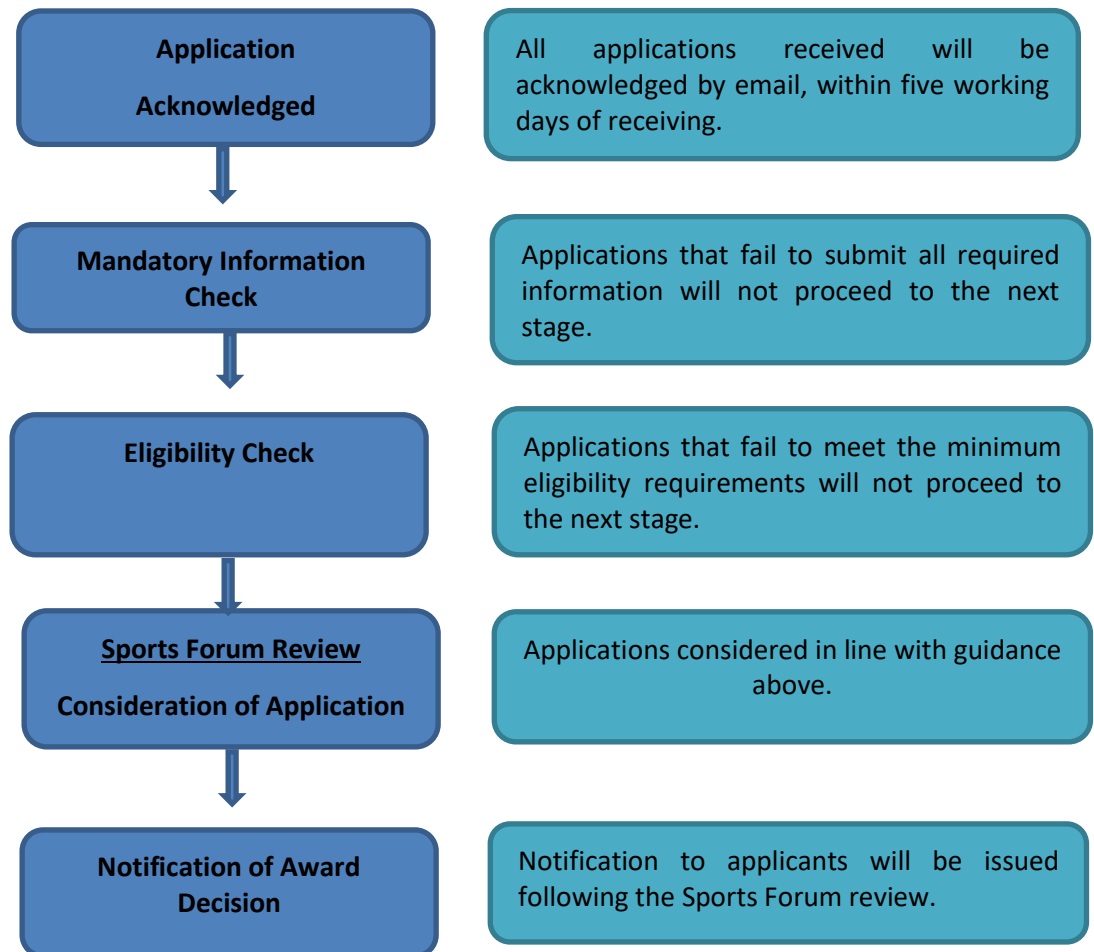 Application
Acknowledged
All applications received will be
acknowledged by email, within five working
days of receiving.
Mandatory Information
Check
Applications that fail to submit all required
information will not proceed to the next
stage.
Eligibility Check
Applications that fail to meet the minimum
eligibility requirements will not proceed to
the next stage.
Sports Forum Review
Consideration of Application
Applications considered in line with guidance
above.
Notification of Award
Decision
Notification to applicants will be issued
following the Sports Forum review.